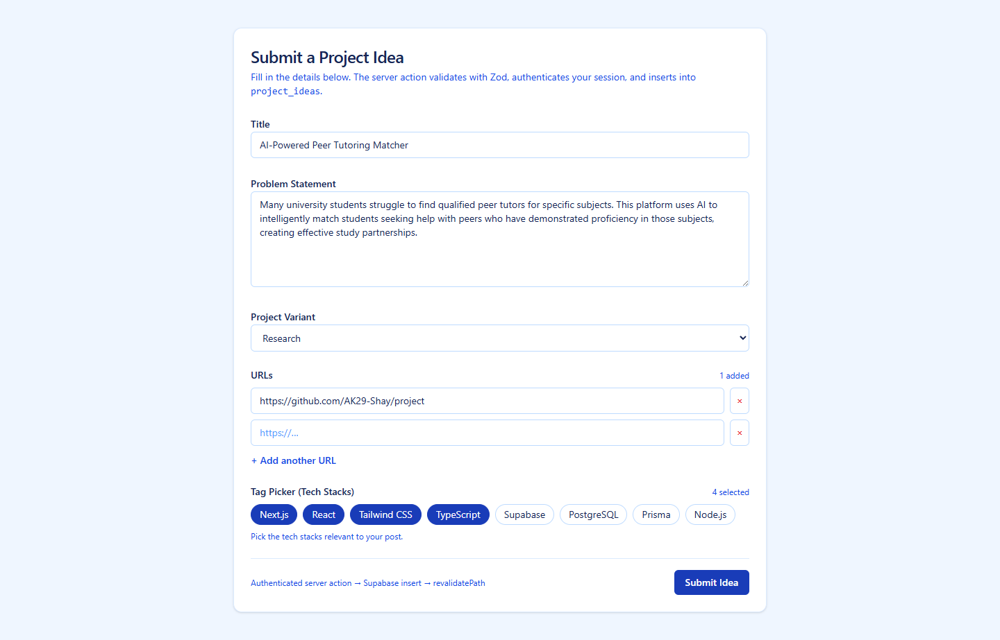 Submit a Project Idea
Fill in the details below. The server action validates with Zod, authenticates your session, and inserts into
project_ideas.
Title
AI-Powered Peer Tutoring Matcher
Problem Statement
Many university students struggle to find qualified peer tutors for specific subjects. This platform uses AI to
intelligently match students seeking help with peers who have demonstrated proficiency in those subjects,
creating effective study partnerships.
Project Variant
Research
URLs 1 added
https://github.com/AK29-Shay/project ×
https://... ×
+ Add another URL
Tag Picker (Tech Stacks) 4 selected
Next.js React Tailwind CSS TypeScript Supabase PostgreSQL Prisma Node.js
Pick the tech stacks relevant to your post.
Authenticated server action → Supabase insert → revalidatePath Submit Idea